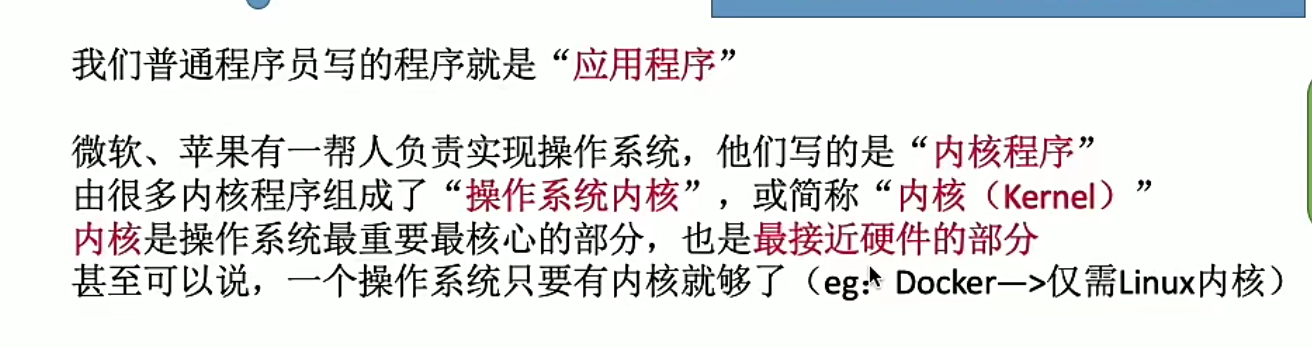 我们普通程序员写的程序就是“应用程序”
微软、苹果有一帮人负责实现操作系统，他们写的是“内核程序”
由很多内核程序组成了“操作系统内核”，或简称“内核（Kernel）”
内核是操作系统最重要最核心的部分，也是最接近硬件的部分
甚至可以说，一个操作系统只要有内核就够了（eg：Docker—>仅需Linux内核）